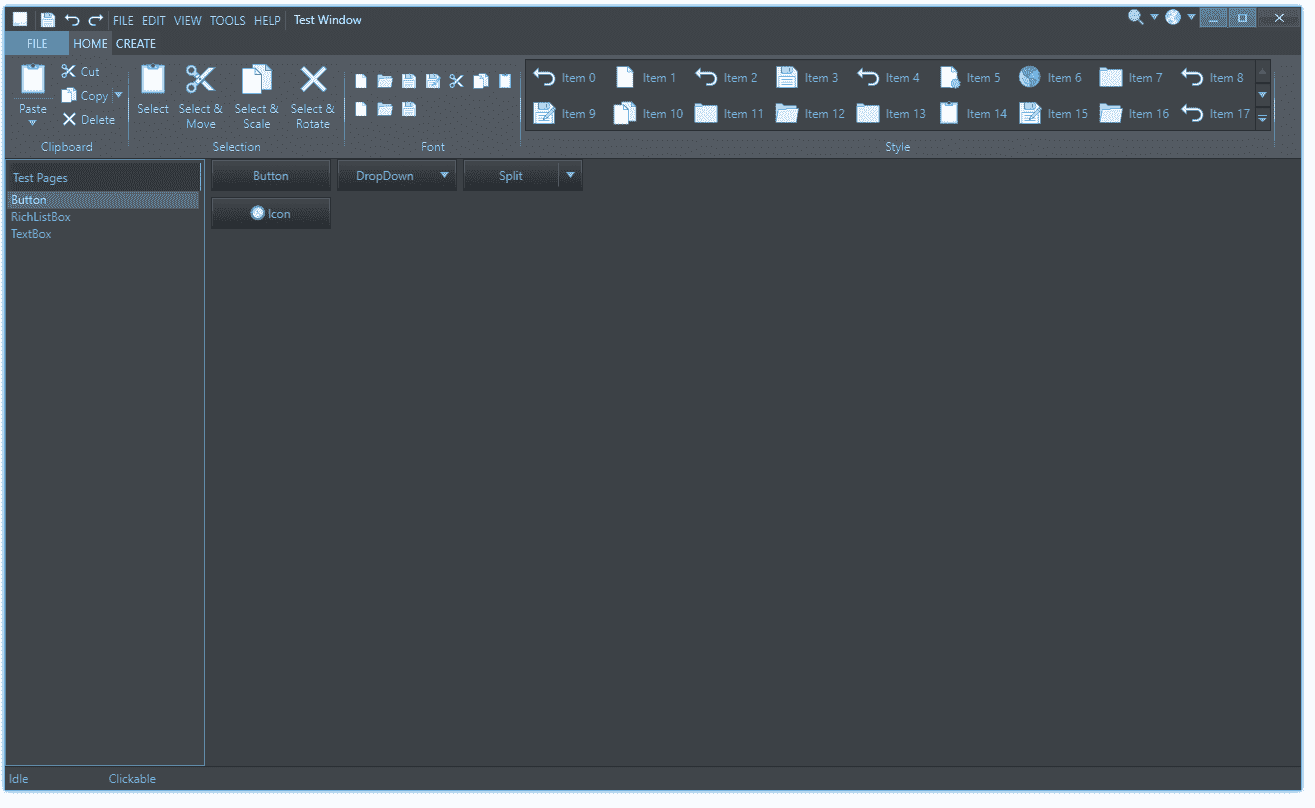 FILE EDIT VIEW TOOLS HELP Test Window
FILE HOME CREATE
Paste
Cut
Copy
Delete
Clipboard
Select
Select & Move
Select & Scale
Select & Rotate
Selection
Font
Item 0 Item 1 Item 2 Item 3 Item 4 Item 5 Item 6 Item 7 Item 8
Item 9 Item 10 Item 11 Item 12 Item 13 Item 14 Item 15 Item 16 Item 17
Style
Test Pages
Button
RichListBox
TextBox
Button DropDown Split
Icon
Idle Clickable